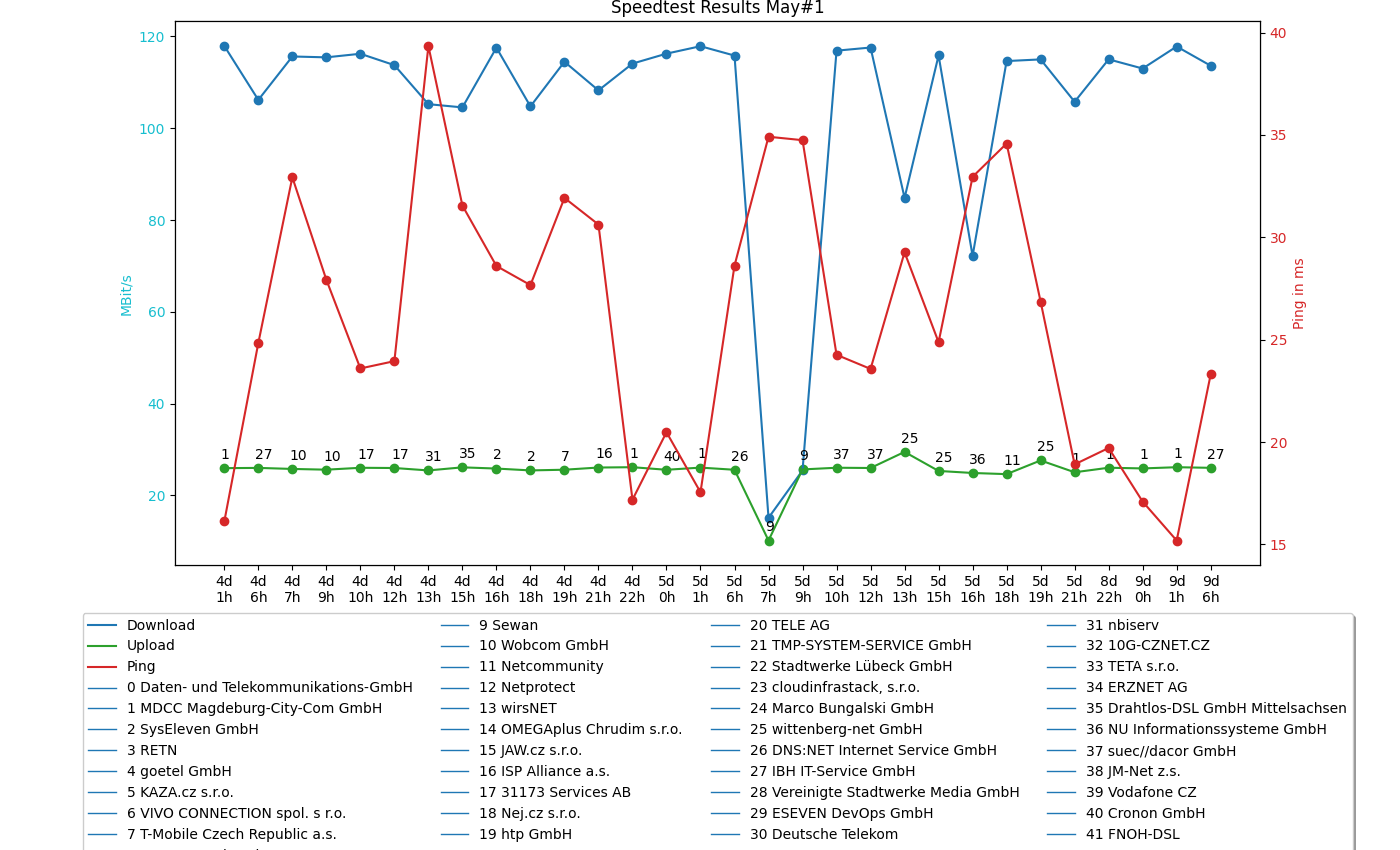 Speedtest Results May#1
120
100
80
60
40
20
MBit/s
40
35
30
25
20
15
Ping in ms
1 27 10 10 17 17 31 35 2 2 7 16 1 40 1 26 9 9 37 37 25 25 36 11 25 1 1 1 1 27
4d 4d 4d 4d 4d 4d 4d 4d 4d 4d 4d 4d 4d 5d 5d 5d 5d 5d 5d 5d 5d 5d 5d 5d 5d 5d 8d 9d 9d 9d
1h 6h 7h 9h 10h 12h 13h 15h 16h 18h 19h 21h 22h 0h 1h 6h 7h 9h 10h 12h 13h 15h 16h 18h 19h 21h 22h 0h 1h 6h
Download
Upload
Ping
0 Daten- und Telekommunikations-GmbH
1 MDCC Magdeburg-City-Com GmbH
2 SysEleven GmbH
3 RETN
4 goetel GmbH
5 KAZA.cz s.r.o.
6 VIVO CONNECTION spol. s r.o.
7 T-Mobile Czech Republic a.s.
9 Sewan
10 Wobcom GmbH
11 Netcommunity
12 Netprotect
13 wirsNET
14 OMEGAplus Chrudim s.r.o.
15 JAW.cz s.r.o.
16 ISP Alliance a.s.
17 31173 Services AB
18 Nej.cz s.r.o.
19 htp GmbH
20 TELE AG
21 TMP-SYSTEM-SERVICE GmbH
22 Stadtwerke Lübeck GmbH
23 cloudinfrastack, s.r.o.
24 Marco Bungalski GmbH
25 wittenberg-net GmbH
26 DNS:NET Internet Service GmbH
27 IBH IT-Service GmbH
28 Vereinigte Stadtwerke Media GmbH
29 ESEVEN DevOps GmbH
30 Deutsche Telekom
31 nbiserv
32 10G-CZNET.CZ
33 TETA s.r.o.
34 ERZNET AG
35 Drahtlos-DSL GmbH Mittelsachsen
36 NU Informationssysteme GmbH
37 suec//dacor GmbH
38 JM-Net z.s.
39 Vodafone CZ
40 Cronon GmbH
41 FNOH-DSL